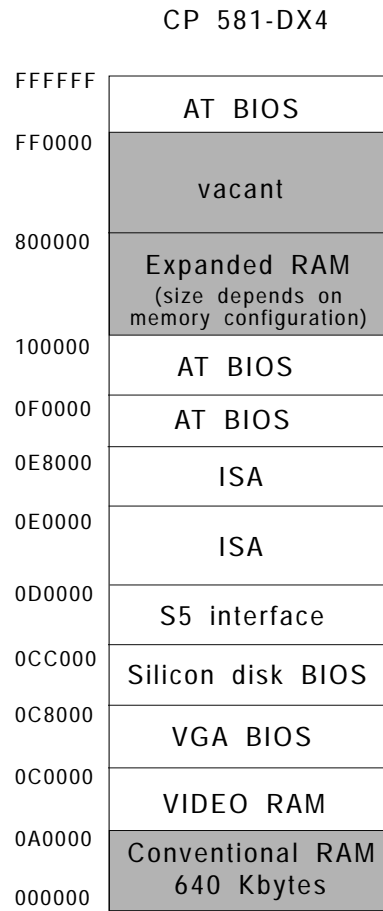 CP 581-DX4
FFFFFF
AT BIOS
FF0000
vacant
800000
Expanded RAM
(size depends on
memory configuration)
100000
AT BIOS
0F0000
AT BIOS
0E8000
ISA
0E0000
ISA
0D0000
S5 interface
0CC000
Silicon disk BIOS
0C8000
VGA BIOS
0C0000
VIDEO RAM
0A0000
Conventional RAM
640 Kbytes
000000